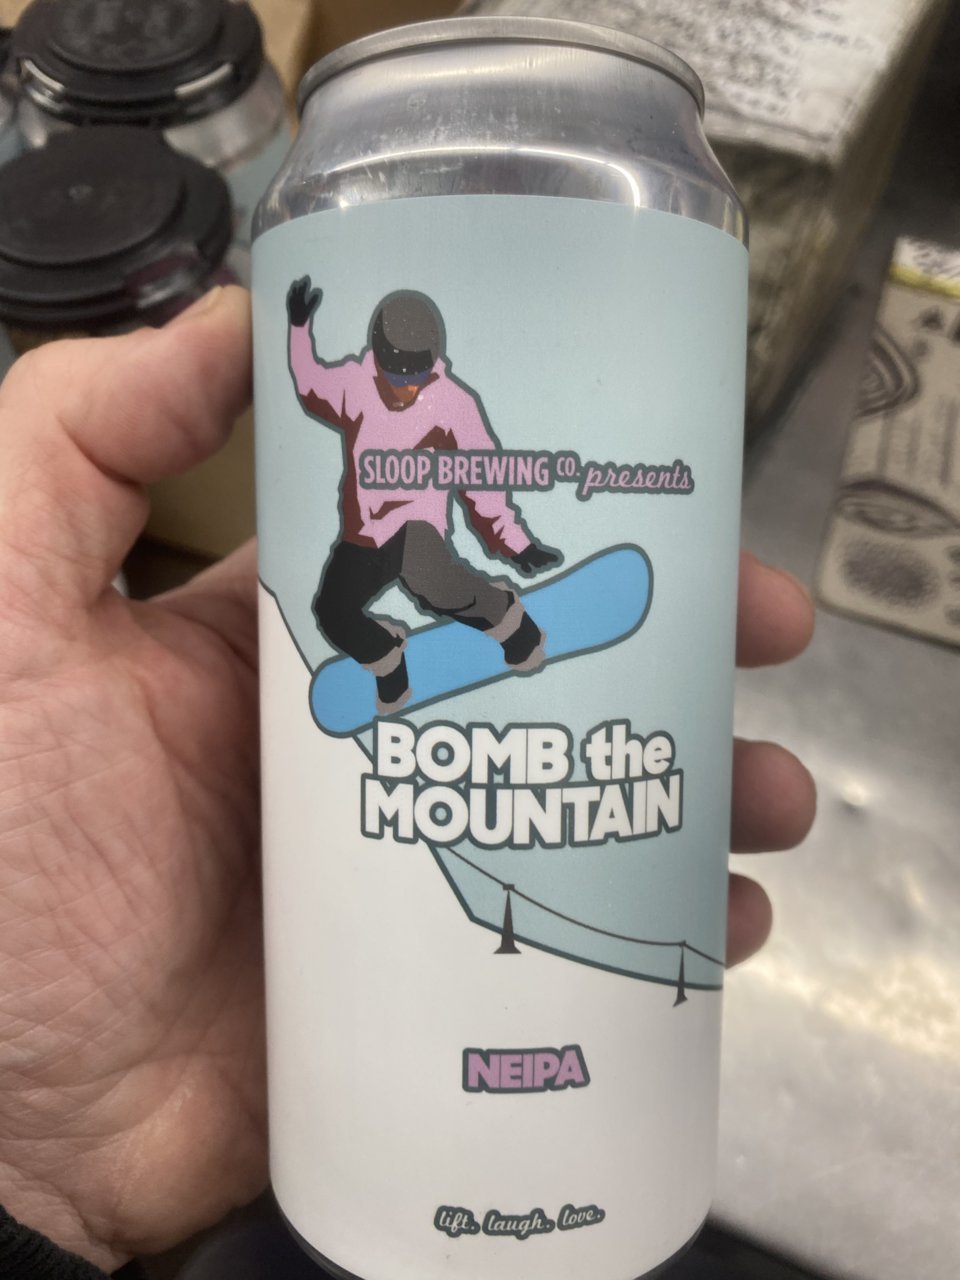 SLOOP BREWING CO. presents
BOMB the
MOUNTAIN
NEIPA
lift. laugh. love.